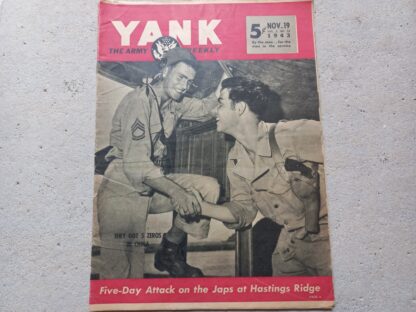 YANK
THE ARMY WEEKLY
5¢ NOV. 19
1943
By the men . . for the
men in the service
THEY GOT 5 ZEROS
IN CHINA
Five-Day Attack on the Japs at Hastings Ridge